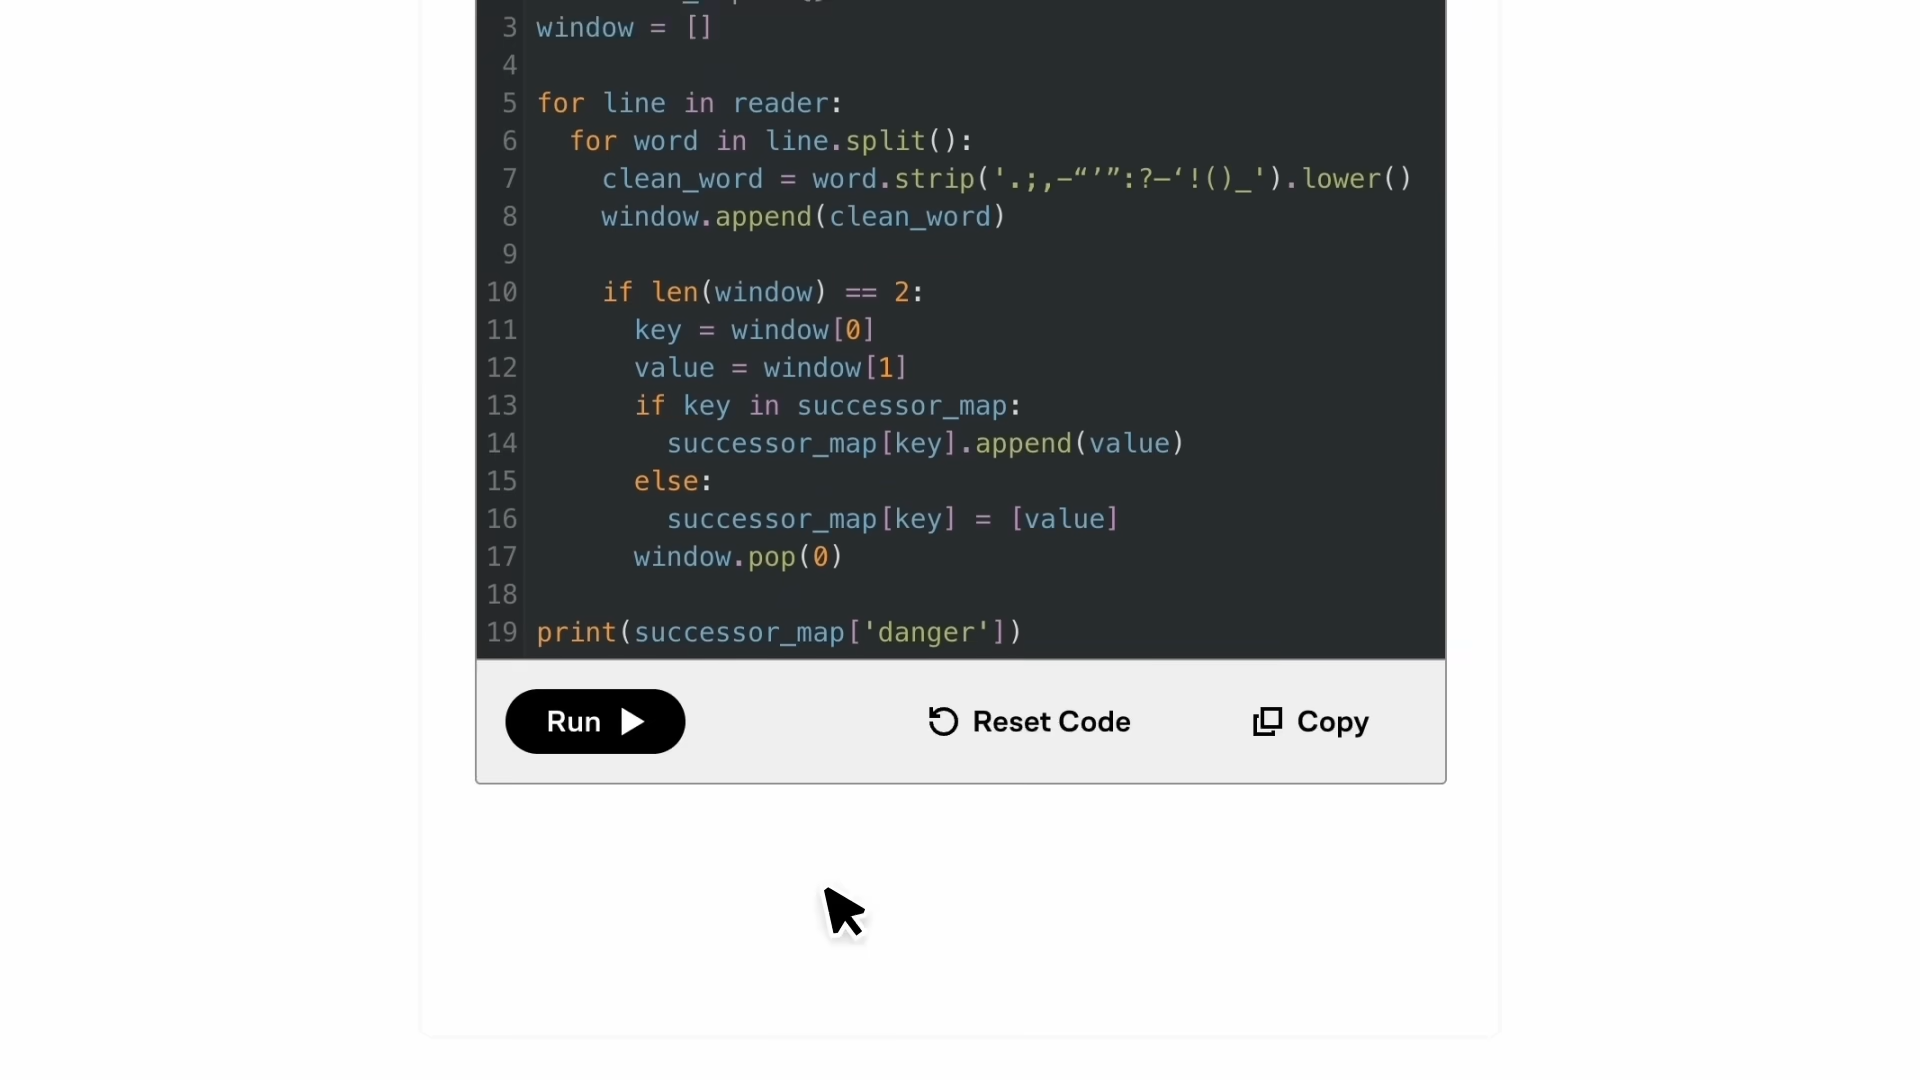 3 window = []
4
5 for line in reader:
6   for word in line.split():
7     clean_word = word.strip('.;,—“’”:?—‘!()_').lower()
8     window.append(clean_word)
9
10     if len(window) == 2:
11       key = window[0]
12       value = window[1]
13       if key in successor_map:
14         successor_map[key].append(value)
15       else:
16         successor_map[key] = [value]
17       window.pop(0)
18
19 print(successor_map['danger'])
Run Reset Code Copy